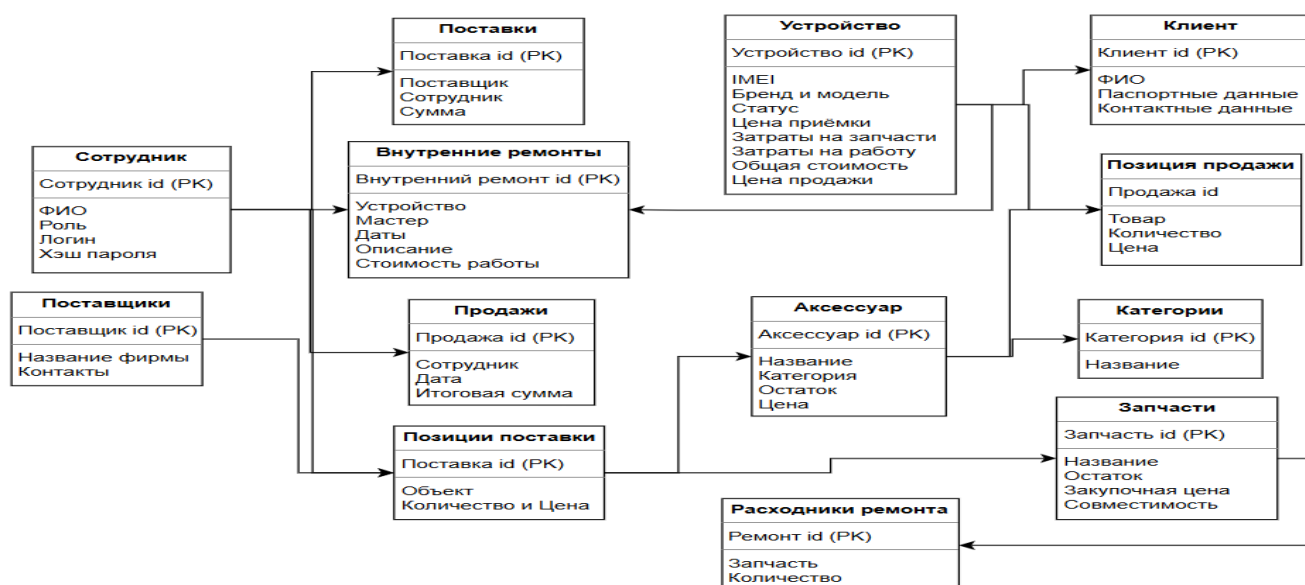 Поставки
Поставка id (PK)
Поставщик
Сотрудник
Сумма
Устройство
Устройство id (PK)
IMEI
Бренд и модель
Статус
Цена приёмки
Затраты на запчасти
Затраты на работу
Общая стоимость
Цена продажи
Клиент
Клиент id (PK)
ФИО
Паспортные данные
Контактные данные
Сотрудник
Сотрудник id (PK)
ФИО
Роль
Логин
Хэш пароля
Внутренние ремонты
Внутренний ремонт id (PK)
Устройство
Мастер
Даты
Описание
Стоимость работы
Позиция продажи
Продажа id
Товар
Количество
Цена
Поставщики
Поставщик id (PK)
Название фирмы
Контакты
Продажи
Продажа id (PK)
Сотрудник
Дата
Итоговая сумма
Аксессуар
Аксессуар id (PK)
Название
Категория
Остаток
Цена
Категории
Категория id (PK)
Название
Позиции поставки
Поставка id (PK)
Объект
Количество и Цена
Запчасти
Запчасть id (PK)
Название
Остаток
Закупочная цена
Совместимость
Расходники ремонта
Ремонт id (PK)
Запчасть
Количество